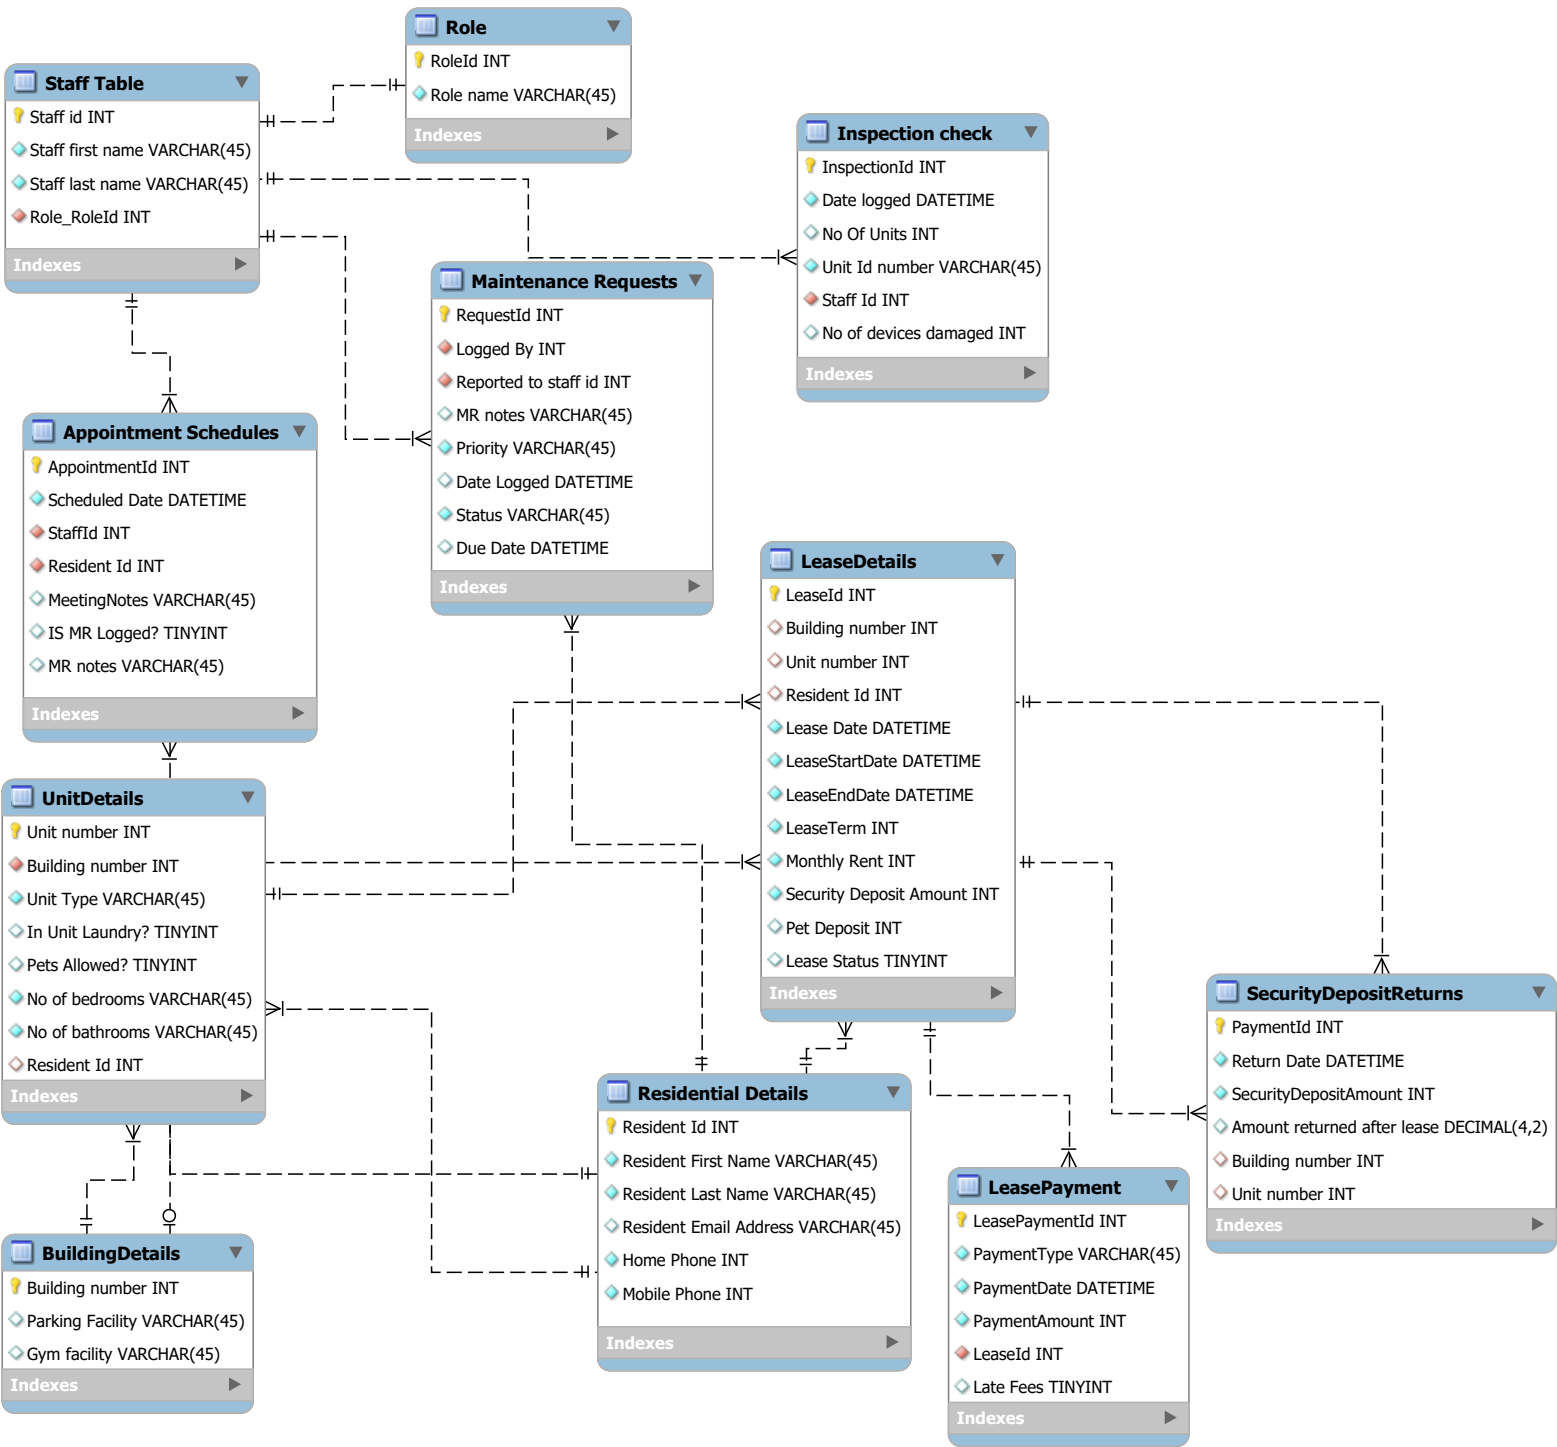 Role
RoleId INT
Role name VARCHAR(45)
Indexes
Staff Table
Staff id INT
Staff first name VARCHAR(45)
Staff last name VARCHAR(45)
Role_RoleId INT
Indexes
Inspection check
InspectionId INT
Date logged DATETIME
No Of Units INT
Unit Id number VARCHAR(45)
Staff Id INT
No of devices damaged INT
Indexes
Maintenance Requests
RequestId INT
Logged By INT
Reported to staff id INT
MR notes VARCHAR(45)
Priority VARCHAR(45)
Date Logged DATETIME
Status VARCHAR(45)
Due Date DATETIME
Indexes
Appointment Schedules
AppointmentId INT
Scheduled Date DATETIME
StaffId INT
Resident Id INT
MeetingNotes VARCHAR(45)
IS MR Logged? TINYINT
MR notes VARCHAR(45)
Indexes
LeaseDetails
LeaseId INT
Building number INT
Unit number INT
Resident Id INT
Lease Date DATETIME
LeaseStartDate DATETIME
LeaseEndDate DATETIME
LeaseTerm INT
Monthly Rent INT
Security Deposit Amount INT
Pet Deposit INT
Lease Status TINYINT
Indexes
UnitDetails
Unit number INT
Building number INT
Unit Type VARCHAR(45)
In Unit Laundry? TINYINT
Pets Allowed? TINYINT
No of bedrooms VARCHAR(45)
No of bathrooms VARCHAR(45)
Resident Id INT
Indexes
SecurityDepositReturns
PaymentId INT
Return Date DATETIME
SecurityDepositAmount INT
Amount returned after lease DECIMAL(4,2)
Building number INT
Unit number INT
Indexes
Residential Details
Resident Id INT
Resident First Name VARCHAR(45)
Resident Last Name VARCHAR(45)
Resident Email Address VARCHAR(45)
Home Phone INT
Mobile Phone INT
Indexes
LeasePayment
LeasePaymentId INT
PaymentType VARCHAR(45)
PaymentDate DATETIME
PaymentAmount INT
LeaseId INT
Late Fees TINYINT
Indexes
BuildingDetails
Building number INT
Parking Facility VARCHAR(45)
Gym facility VARCHAR(45)
Indexes